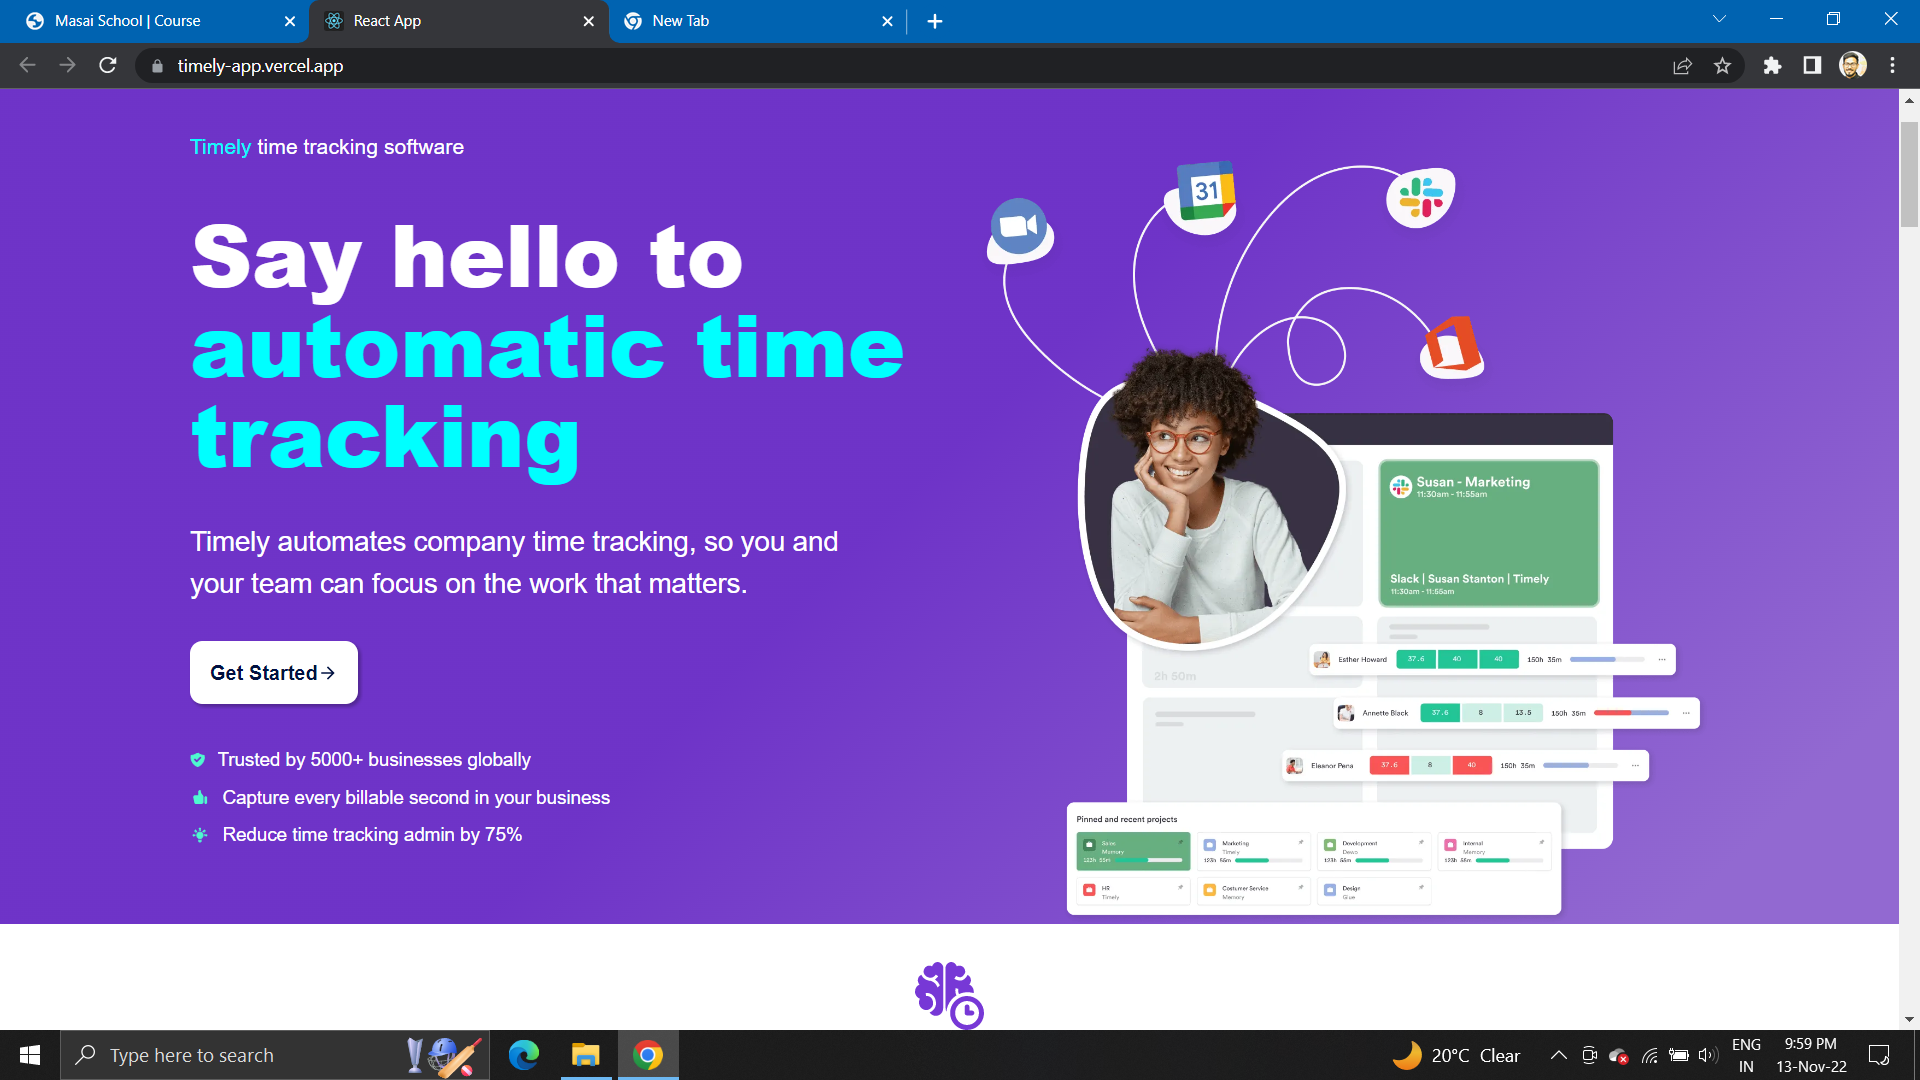 Masai School | Course
React App
New Tab
timely-app.vercel.app
Timely time tracking software
Say hello to
automatic time
tracking
Timely automates company time tracking, so you and
your team can focus on the work that matters.
Get Started
Trusted by 5000+ businesses globally
Capture every billable second in your business
Reduce time tracking admin by 75%
31
Susan - Marketing
11:30am - 11:55am
Slack | Susan Stanton | Timely
11:30am - 11:55am
2h 50m
Esther Howard 37.6 40 40 150h 35m
Annette Black 37.6 8 13.5 150h 35m
Eleanor Pena 37.6 8 40 150h 35m
Pinned and recent projects
Sales Marketing Development Internal
Memory Timely Dewo Memory
123h 55m 123h 55m 123h 55m 123h 55m
HR Costumer Service Design
Timely Memory Glue
Type here to search
20°C Clear
ENG
IN
9:59 PM
13-Nov-22